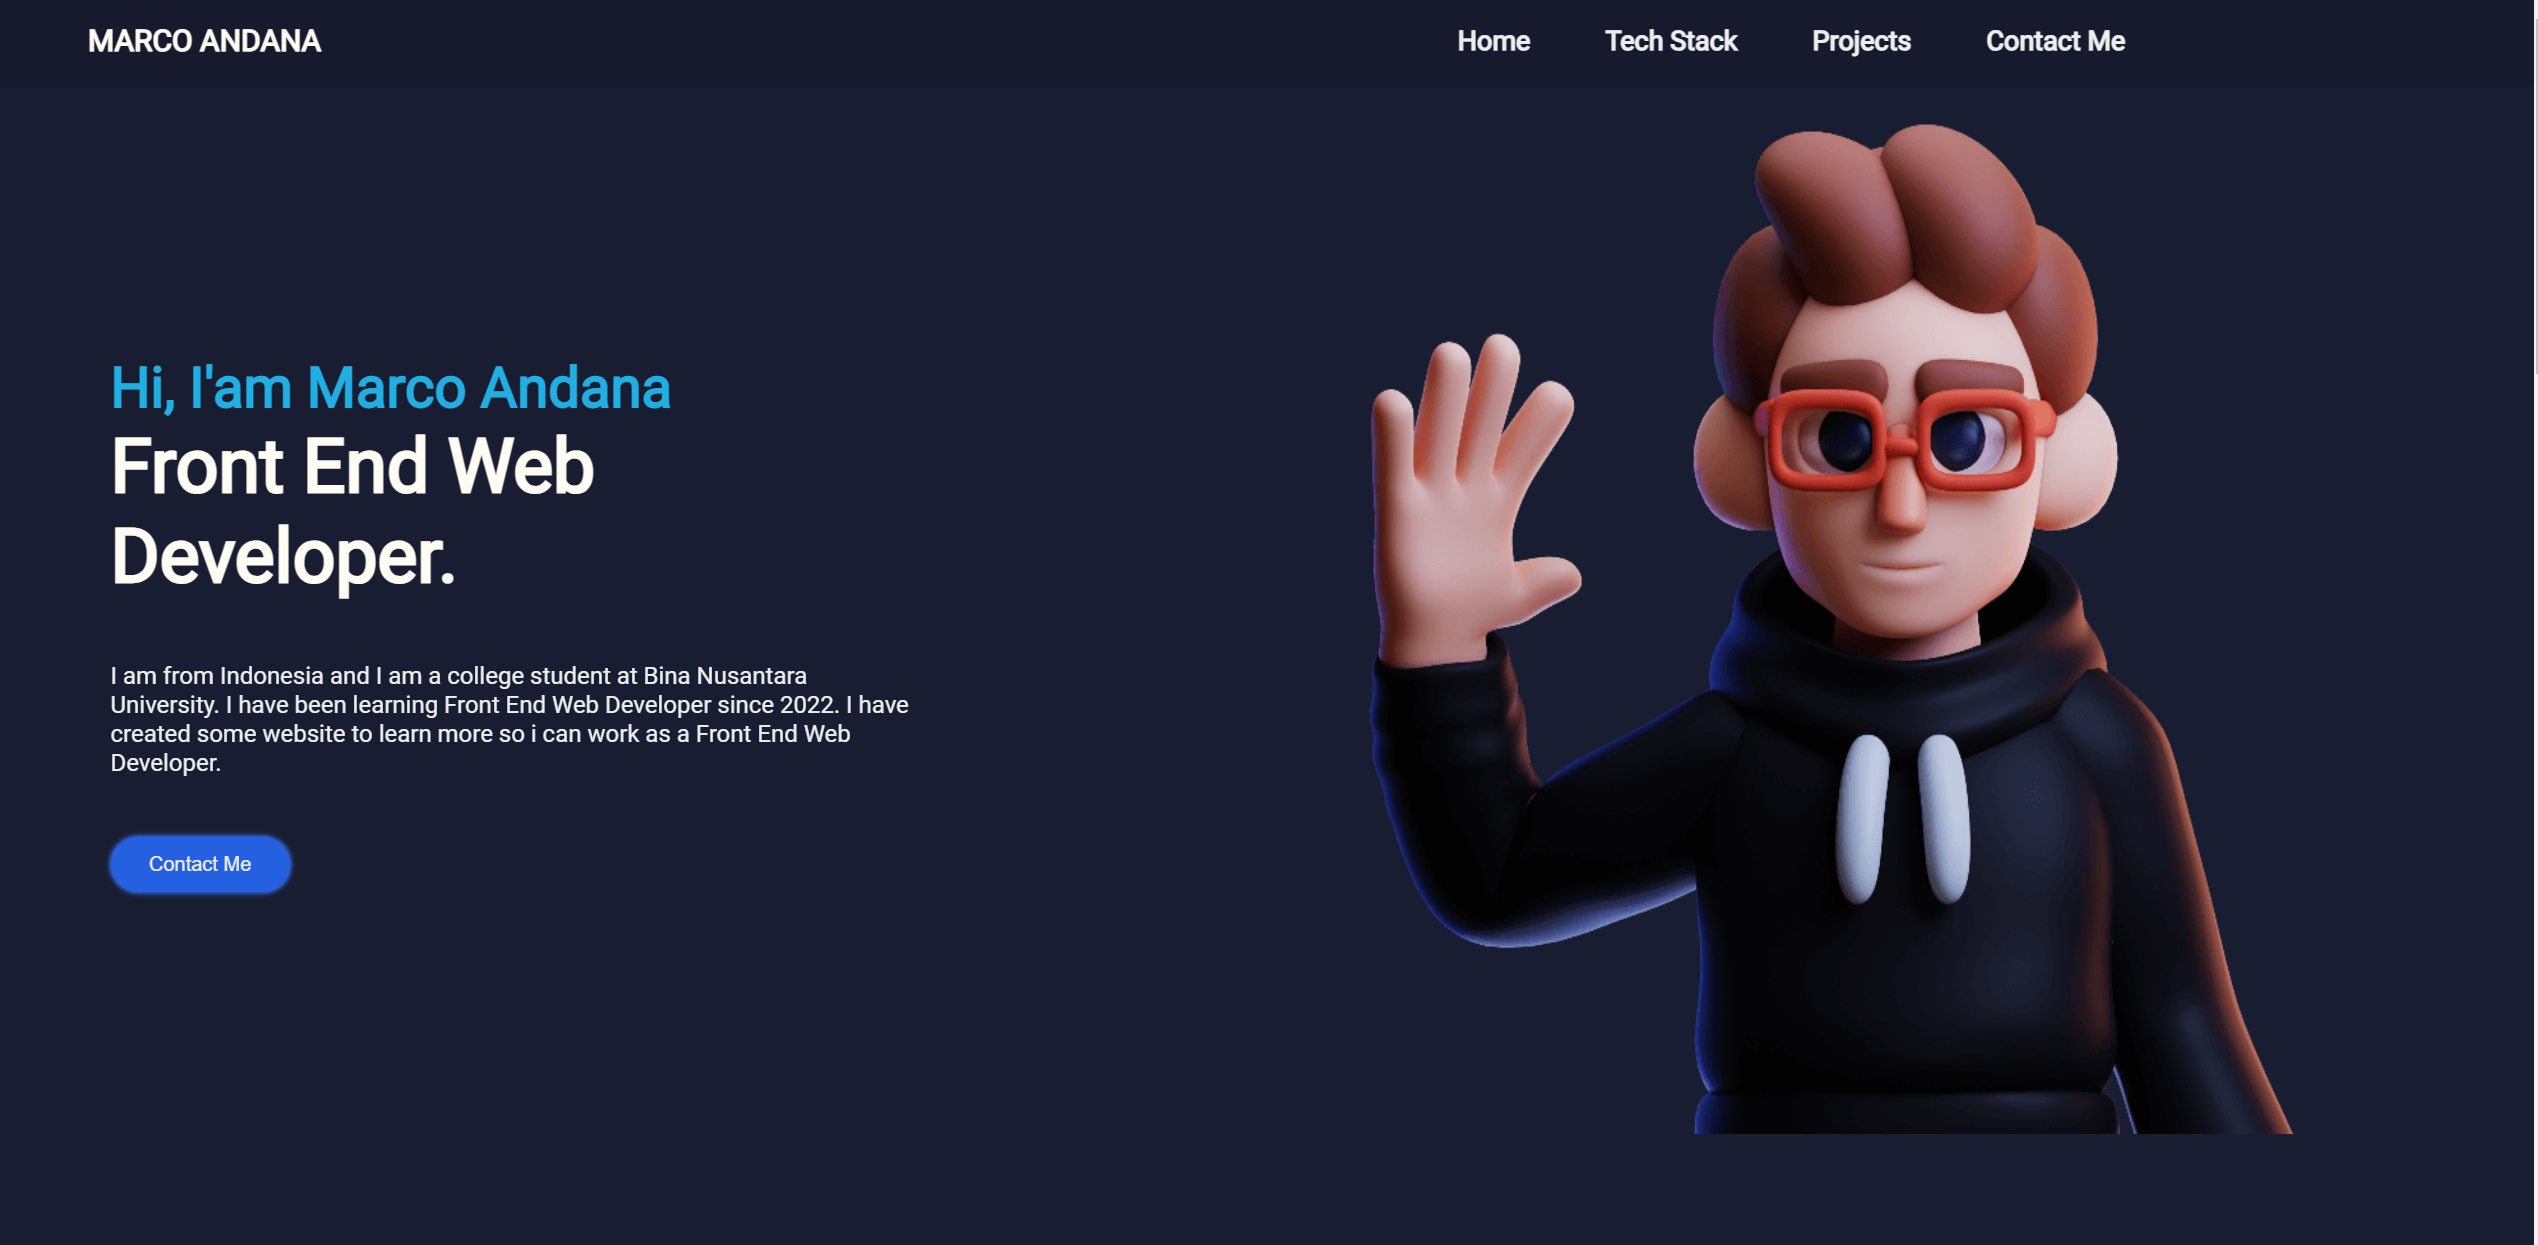 MARCO ANDANA
Home
Tech Stack
Projects
Contact Me
Hi, I'am Marco Andana
Front End Web
Developer.
I am from Indonesia and I am a college student at Bina Nusantara
University. I have been learning Front End Web Developer since 2022. I have
created some website to learn more so i can work as a Front End Web
Developer.
Contact Me